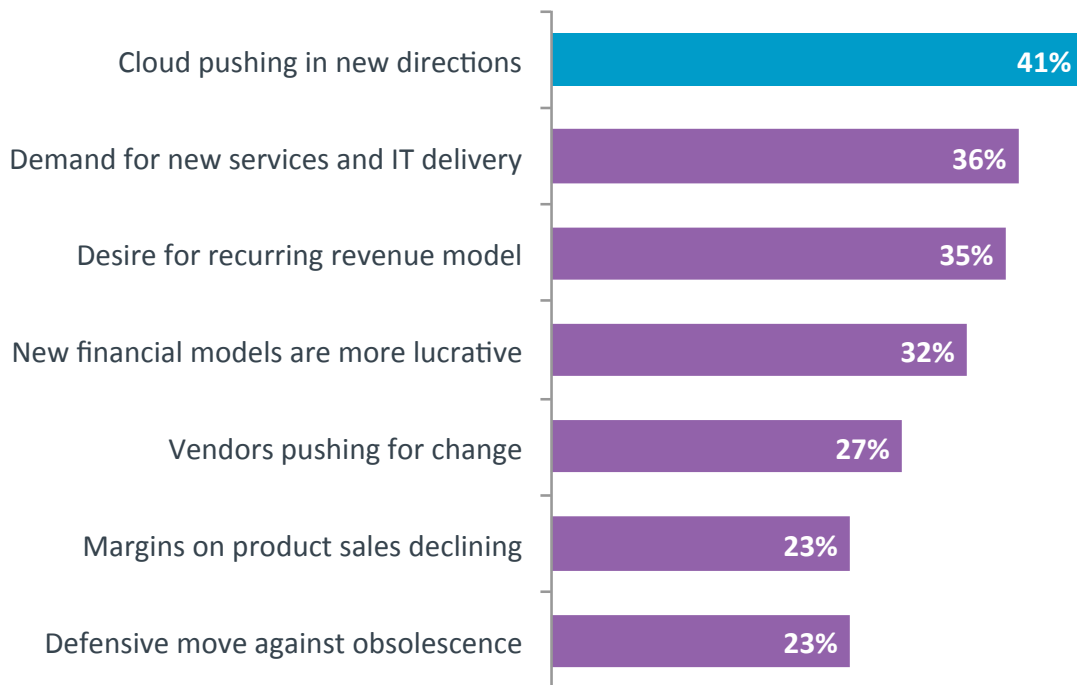 Cloud pushing in new directions 41%
Demand for new services and IT delivery 36%
Desire for recurring revenue model 35%
New financial models are more lucrative 32%
Vendors pushing for change 27%
Margins on product sales declining 23%
Defensive move against obsolescence 23%